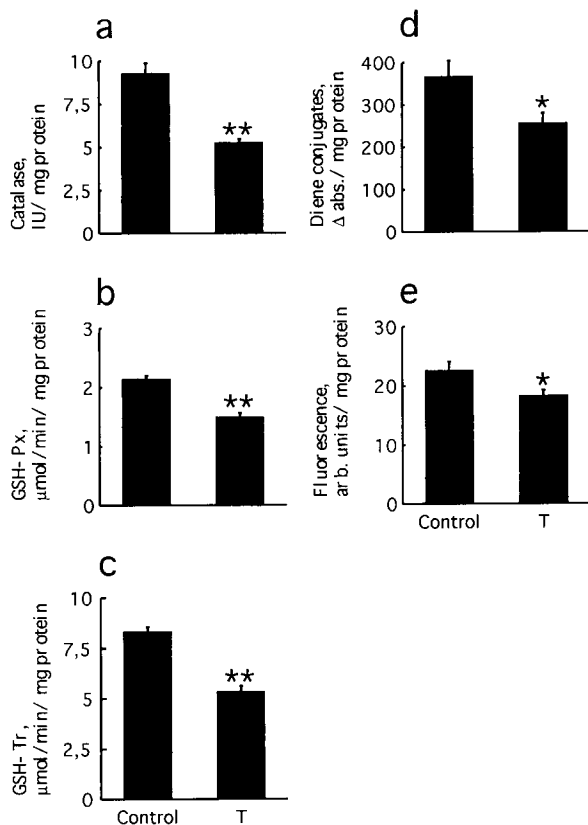 a
Catalase,
IU/ mg protein
10
7,5
5
2,5
0
**
b
GSH- Px,
μmol/min/ mg protein
3
2
1
0
**
c
GSH- Tr,
μmol/min/ mg protein
10
7,5
5
2,5
0
**
Control T
d
Diene conjugates,
Δ abs./ mg protein
400
300
200
100
0
*
e
Fluorescence,
arb. units/ mg protein
30
20
10
0
*
Control T